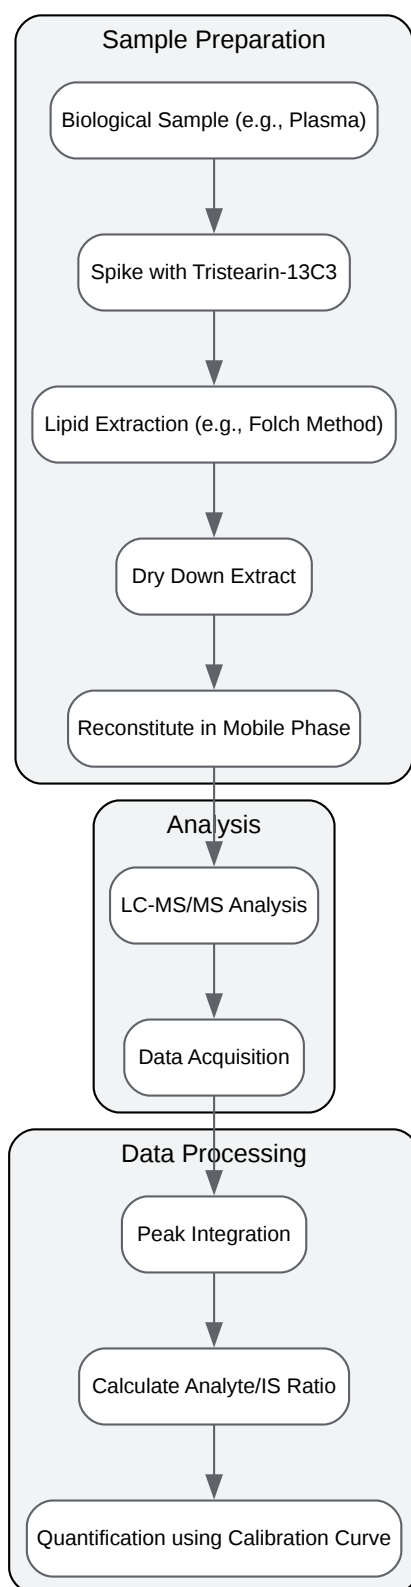 Sample Preparation
Biological Sample (e.g., Plasma)
Spike with Tristearin-13C3
Lipid Extraction (e.g., Folch Method)
Dry Down Extract
Reconstitute in Mobile Phase
Analysis
LC-MS/MS Analysis
Data Acquisition
Data Processing
Peak Integration
Calculate Analyte/IS Ratio
Quantification using Calibration Curve